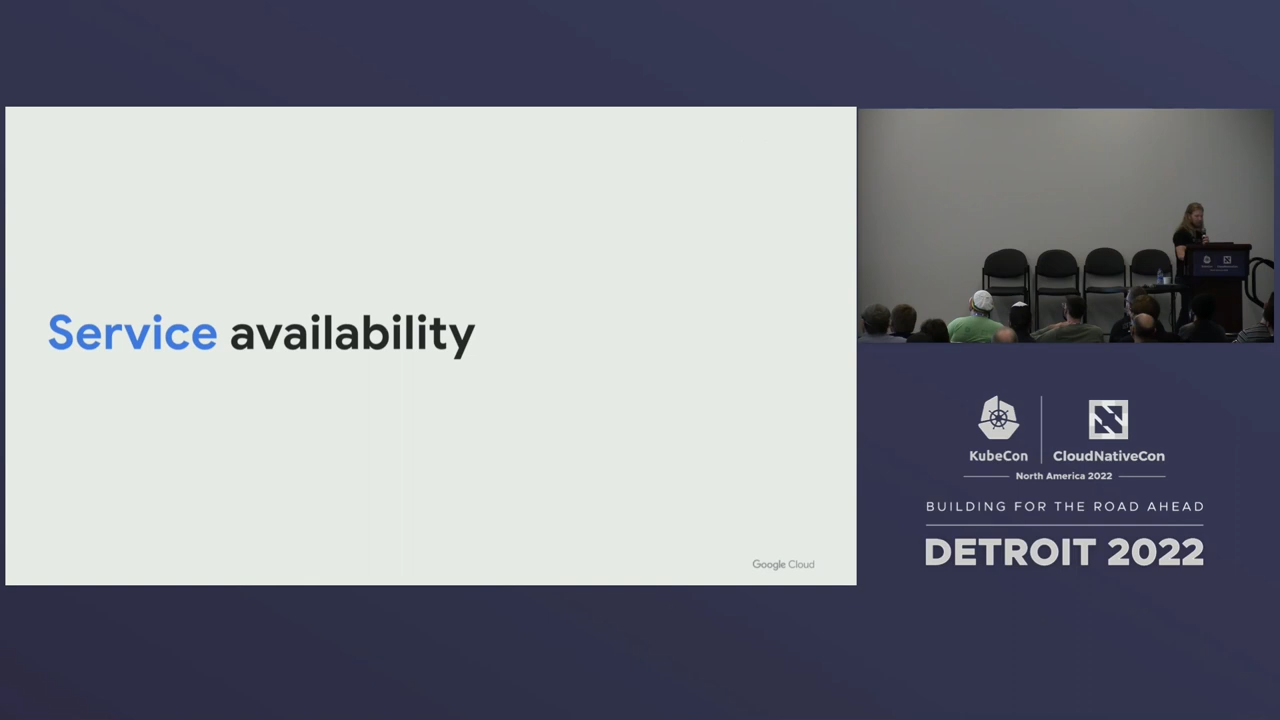 Service availability
Google Cloud
KubeCon
CloudNativeCon
North America 2022
BUILDING FOR THE ROAD AHEAD
DETROIT 2022